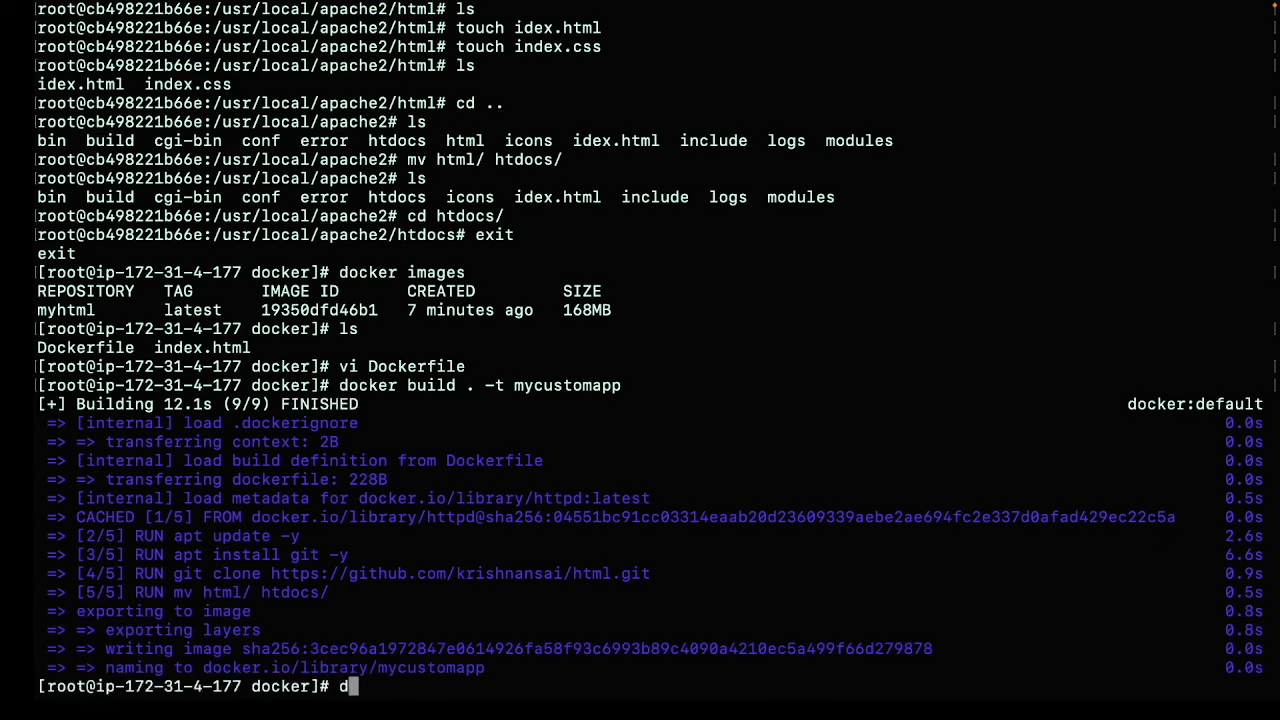 root@cb498221b66e:/usr/local/apache2/html# ls
root@cb498221b66e:/usr/local/apache2/html# touch idex.html
root@cb498221b66e:/usr/local/apache2/html# touch index.css
root@cb498221b66e:/usr/local/apache2/html# ls
idex.html  index.css
root@cb498221b66e:/usr/local/apache2/html# cd ..
root@cb498221b66e:/usr/local/apache2# ls
bin  build  cgi-bin  conf  error  htdocs  html  icons  idex.html  include  logs  modules
root@cb498221b66e:/usr/local/apache2# mv html/ htdocs/
root@cb498221b66e:/usr/local/apache2# ls
bin  build  cgi-bin  conf  error  htdocs  icons  idex.html  include  logs  modules
root@cb498221b66e:/usr/local/apache2# cd htdocs/
root@cb498221b66e:/usr/local/apache2/htdocs# exit
exit
[root@ip-172-31-4-177 docker]# docker images
REPOSITORY   TAG       IMAGE ID       CREATED         SIZE
myhtml       latest    19350dfd46b1   7 minutes ago   168MB
[root@ip-172-31-4-177 docker]# ls
Dockerfile  index.html
[root@ip-172-31-4-177 docker]# vi Dockerfile
[root@ip-172-31-4-177 docker]# docker build . -t mycustomapp
[+] Building 12.1s (9/9) FINISHED docker:default
=> [internal] load .dockerignore 0.0s
=> => transferring context: 2B 0.0s
=> [internal] load build definition from Dockerfile 0.0s
=> => transferring dockerfile: 228B 0.0s
=> [internal] load metadata for docker.io/library/httpd:latest 0.5s
=> CACHED [1/5] FROM docker.io/library/httpd@sha256:04551bc91cc03314eaab20d23609339aebe2ae694fc2e337d0afad429ec22c5a 0.0s
=> [2/5] RUN apt update -y 2.6s
=> [3/5] RUN apt install git -y 6.6s
=> [4/5] RUN git clone https://github.com/krishnansai/html.git 0.9s
=> [5/5] RUN mv html/ htdocs/ 0.5s
=> exporting to image 0.8s
=> => exporting layers 0.8s
=> => writing image sha256:3cec96a1972847e0614926fa58f93c6993b89c4090a4210ec5a499f66d279878 0.0s
=> => naming to docker.io/library/mycustomapp 0.0s
[root@ip-172-31-4-177 docker]# d